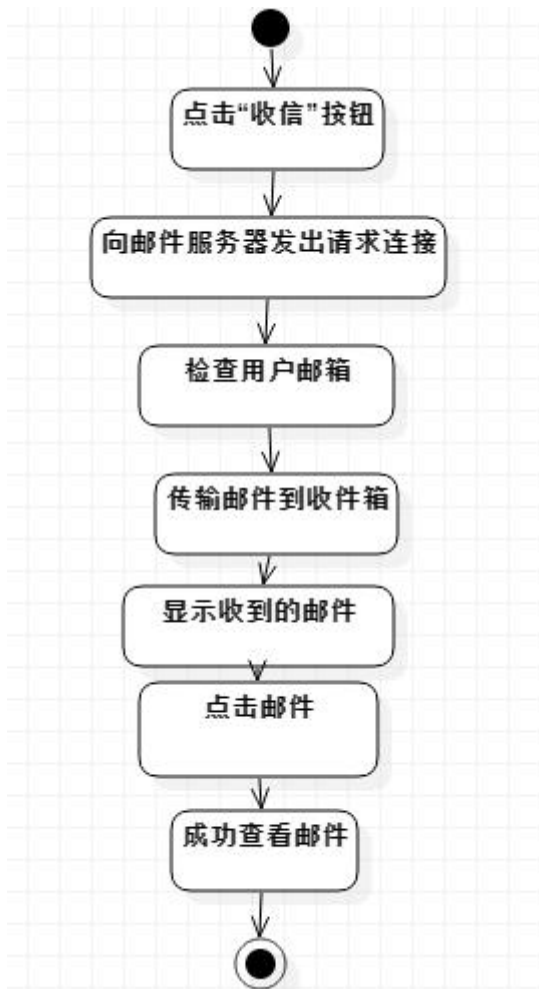 点击“收信”按钮
向邮件服务器发出请求连接
检查用户邮箱
传输邮件到收件箱
显示收到的邮件
点击邮件
成功查看邮件